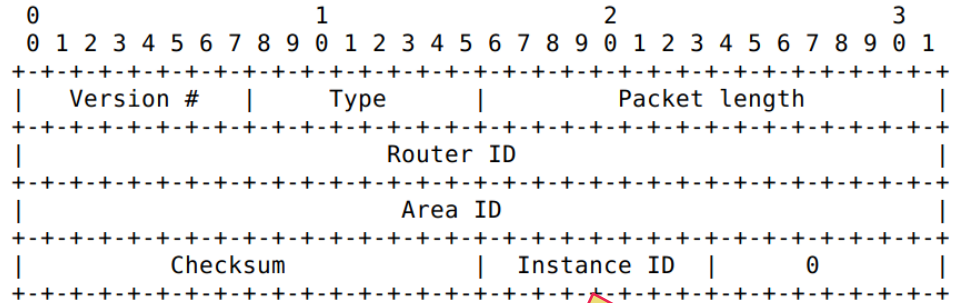 0                   1                   2                   3
0 1 2 3 4 5 6 7 8 9 0 1 2 3 4 5 6 7 8 9 0 1 2 3 4 5 6 7 8 9 0 1
+-+-+-+-+-+-+-+-+-+-+-+-+-+-+-+-+-+-+-+-+-+-+-+-+-+-+-+-+-+-+-+-+
|   Version #   |     Type      |         Packet length         |
+-+-+-+-+-+-+-+-+-+-+-+-+-+-+-+-+-+-+-+-+-+-+-+-+-+-+-+-+-+-+-+-+
|                         Router ID                             |
+-+-+-+-+-+-+-+-+-+-+-+-+-+-+-+-+-+-+-+-+-+-+-+-+-+-+-+-+-+-+-+-+
|                          Area ID                              |
+-+-+-+-+-+-+-+-+-+-+-+-+-+-+-+-+-+-+-+-+-+-+-+-+-+-+-+-+-+-+-+-+
|          Checksum             |  Instance ID  |      0        |
+-+-+-+-+-+-+-+-+-+-+-+-+-+-+-+-+-+-+-+-+-+-+-+-+-+-+-+-+-+-+-+-+